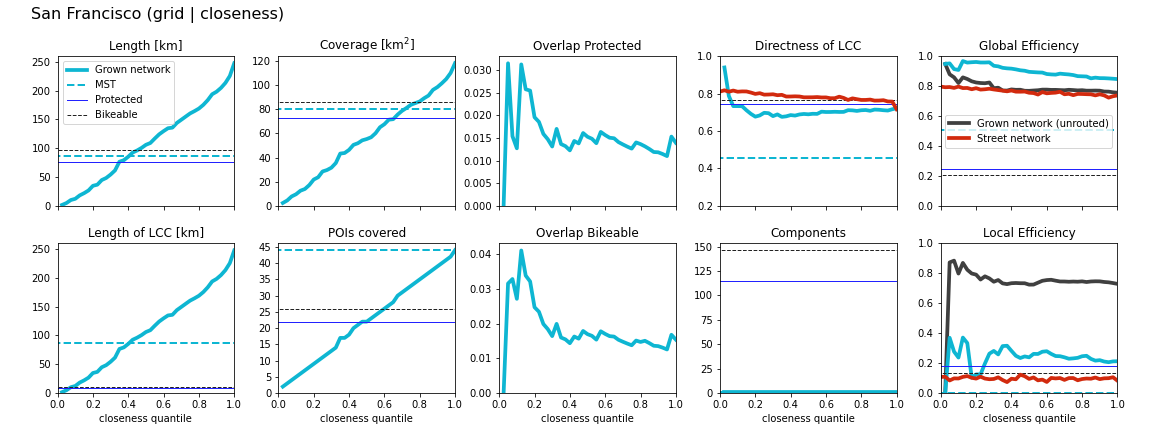 San Francisco (grid | closeness)
Length [km]
250
200
150
100
50
0
Grown network
MST
Protected
Bikeable
Coverage [km²]
120
100
80
60
40
20
0
Overlap Protected
0.030
0.025
0.020
0.015
0.010
0.005
0.000
Directness of LCC
1.0
0.8
0.6
0.4
0.2
Global Efficiency
1.0
0.8
0.6
0.4
0.2
0.0
Grown network (unrouted)
Street network
Length of LCC [km]
250
200
150
100
50
0
0.0 0.2 0.4 0.6 0.8 1.0
closeness quantile
POIs covered
45
40
35
30
25
20
15
10
5
0
0.0 0.2 0.4 0.6 0.8 1.0
closeness quantile
Overlap Bikeable
0.04
0.03
0.02
0.01
0.00
0.0 0.2 0.4 0.6 0.8 1.0
closeness quantile
Components
150
125
100
75
50
25
0
0.0 0.2 0.4 0.6 0.8 1.0
closeness quantile
Local Efficiency
1.0
0.8
0.6
0.4
0.2
0.0
0.0 0.2 0.4 0.6 0.8 1.0
closeness quantile